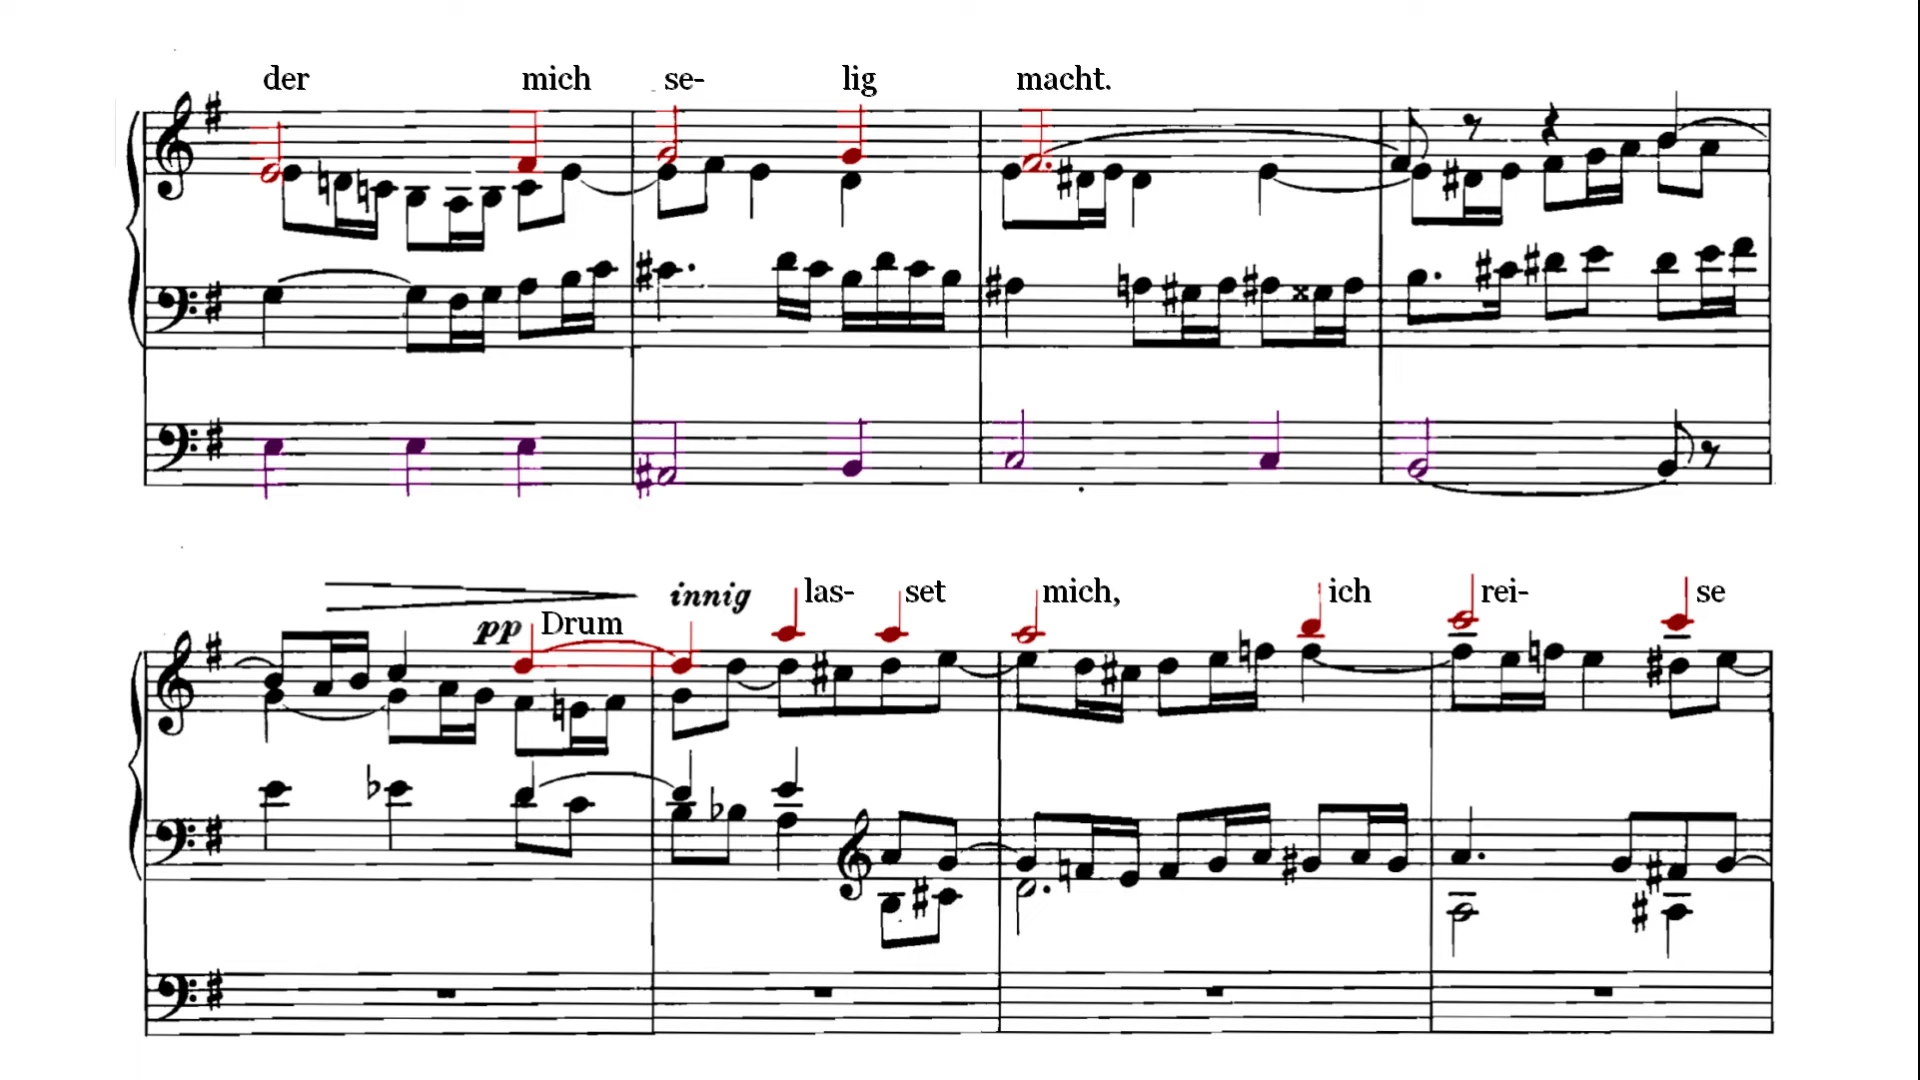 der mich se- lig macht.
innig las- set mich, ich rei- se
pp Drum